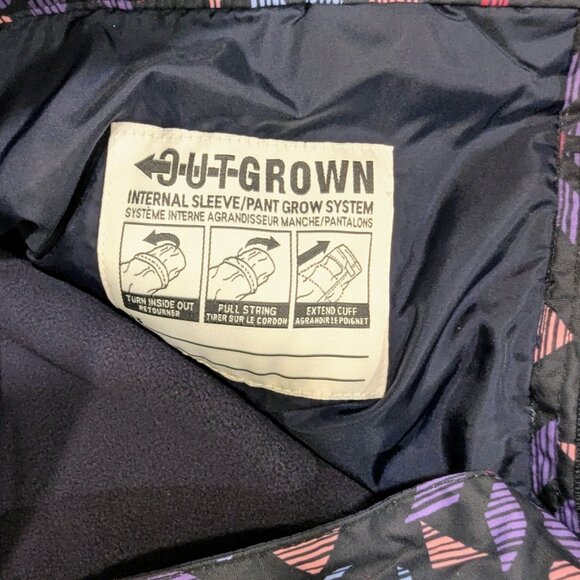 OUTGROWN
INTERNAL SLEEVE/PANT GROW SYSTEM
SYSTÈME INTERNE AGRANDISSEUR MANCHE/PANTALONS
TURN INSIDE OUT
RETOURNER
PULL STRING
TIRER SUR LE CORDON
EXTEND CUFF
AGRANDIR LE POIGNET